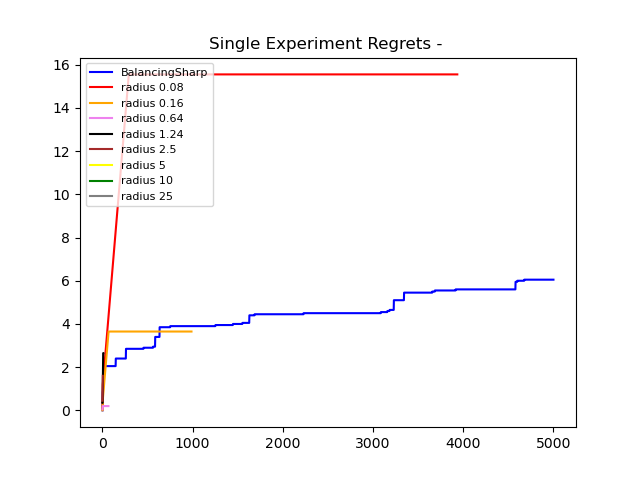 Single Experiment Regrets -
16
14
12
10
8
6
4
2
0
BalancingSharp
radius 0.08
radius 0.16
radius 0.64
radius 1.24
radius 2.5
radius 5
radius 10
radius 25
0 1000 2000 3000 4000 5000